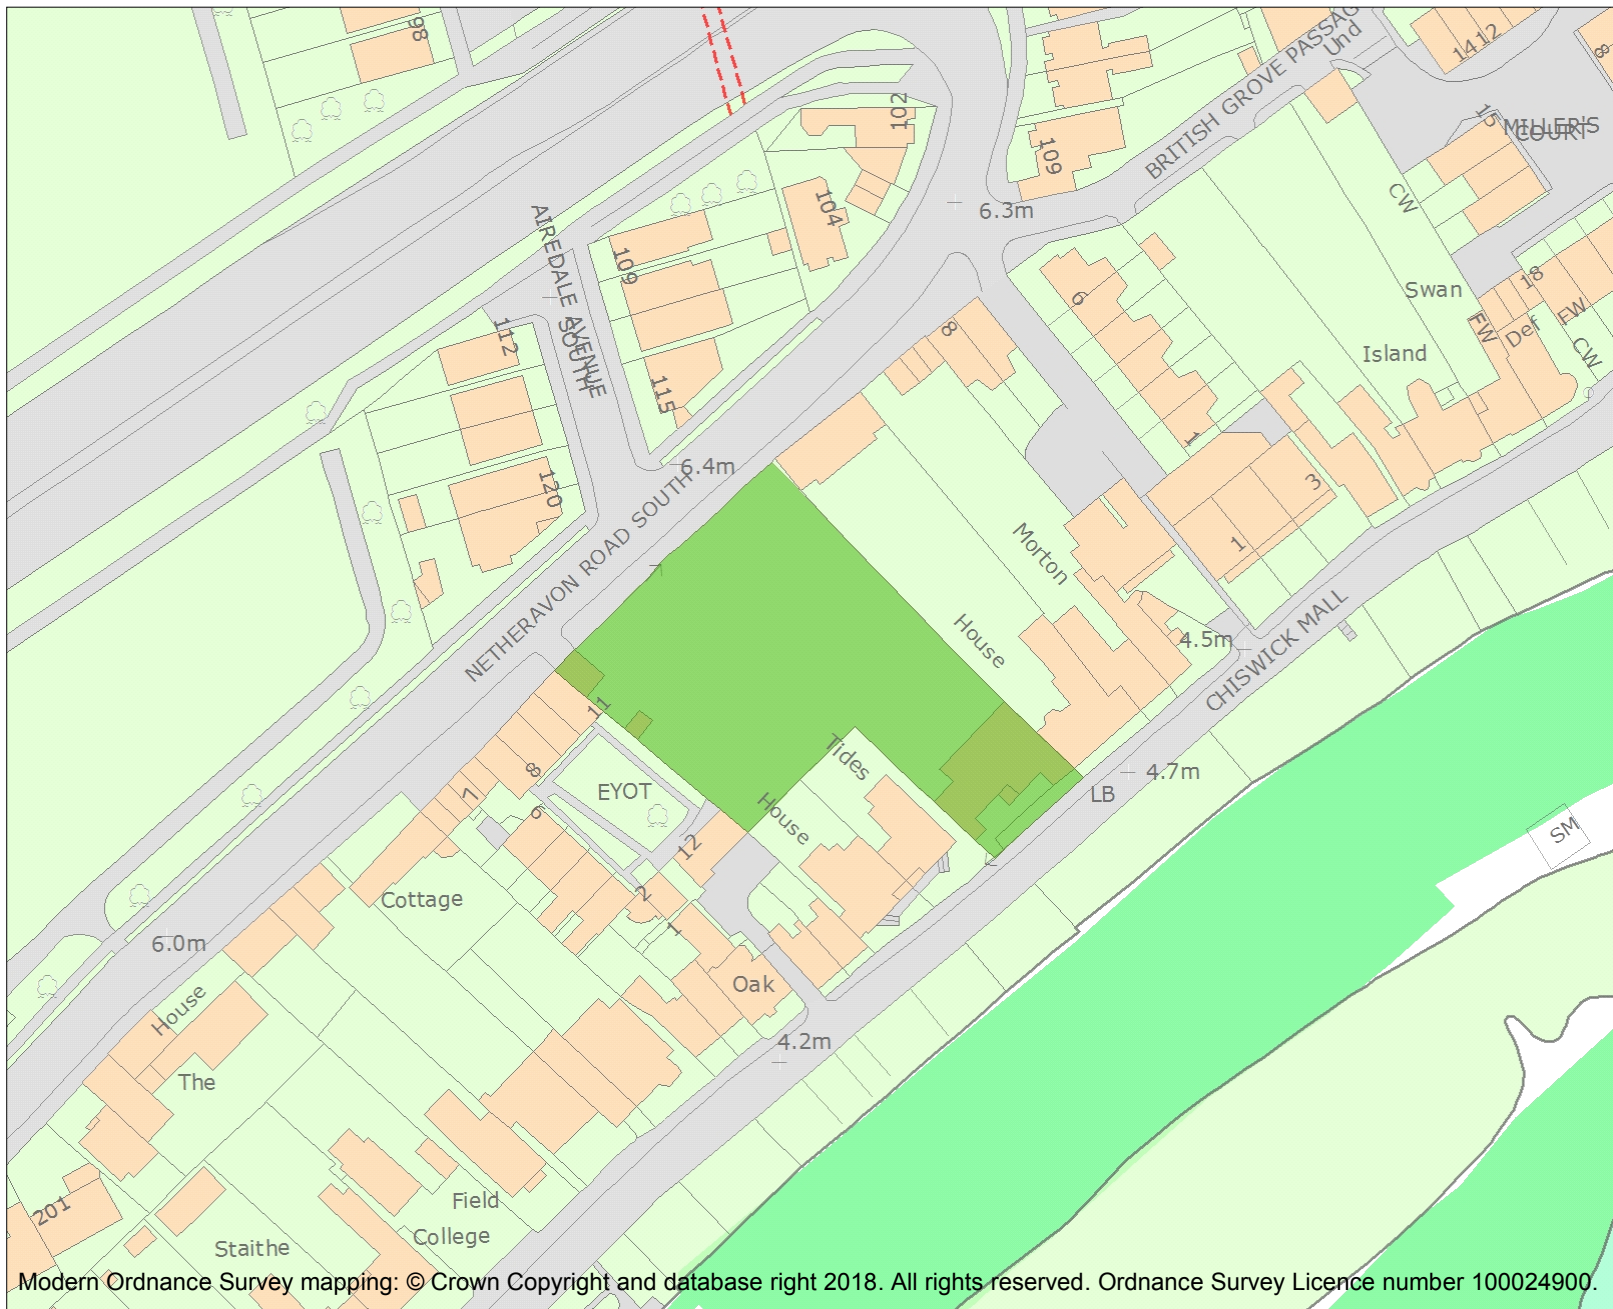 98
102
14 12
8
BRITISH GROVE PASSAG
Und
15
MILLER'S
COURT
109
CW
6.3m
104
AIREDALE AVENUE
SOUTH
109
18
Swan
6
FW
FW
Def
CW
112
8
Island
115
1
6.4m
120
3
NETHERAVON ROAD SOUTH
Morton
1
House
4.5m
CHISWICK MALL
11
Tides
4.7m
8
EYOT
LB
7
House
6
SM
12
2
Cottage
1
6.0m
Oak
House
4.2m
The
201
Field
College
Staithe
Modern Ordnance Survey mapping: © Crown Copyright and database right 2018. All rights reserved. Ordnance Survey Licence number 100024900.